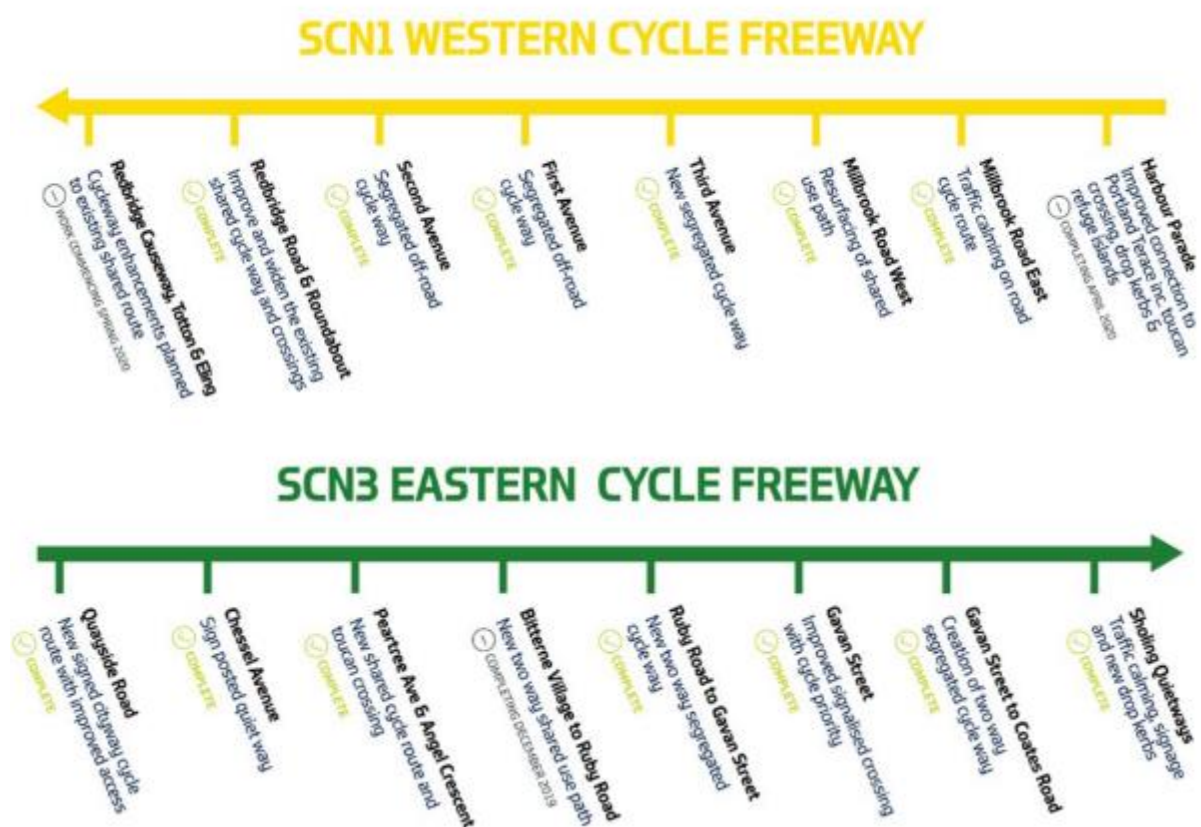 SCN1 WESTERN CYCLE FREEWAY
Redbridge Causeway, Totton & Eling
Cycleway enhancements planned
to existing shared route
WORK COMMENCING SPRING 2020
Redbridge Road & Roundabout
Improve and widen the existing
shared cycle way and crossings
COMPLETE
Second Avenue
Segregated off-road
cycle way
COMPLETE
First Avenue
Segregated off-road
cycle way
COMPLETE
Third Avenue
New segregated cycle way
COMPLETE
Millbrook Road West
Resurfacing of shared
use path
COMPLETE
Millbrook Road East
Traffic calming on road
cycle route
COMPLETE
Harbour Parade
Improved connection to
Portland Terace inc. toucan
crossing, drop kerbs &
refuge islands
COMPLETING APRIL 2020
SCN3 EASTERN CYCLE FREEWAY
Quayside Road
New signed cityway cycle
route with improved access
COMPLETE
Chessel Avenue
Sign posted quiet way
COMPLETE
Peartree Ave & Angel Crescent
New shared cycle route and
toucan crossing
COMPLETE
Bitterne Village to Ruby Road
New two way shared use path
COMPLETING DECEMBER 2019
Ruby Road to Gavan Street
New two way segregated
cycle way
COMPLETE
Gavan Street
Improved signalised crossing
with cycle priority
COMPLETE
Gavan Street to Coates Road
Creation of two way
segregated cycle way
COMPLETE
Sholing Quietways
Traffic calming, signage
and new drop kerbs
COMPLETE